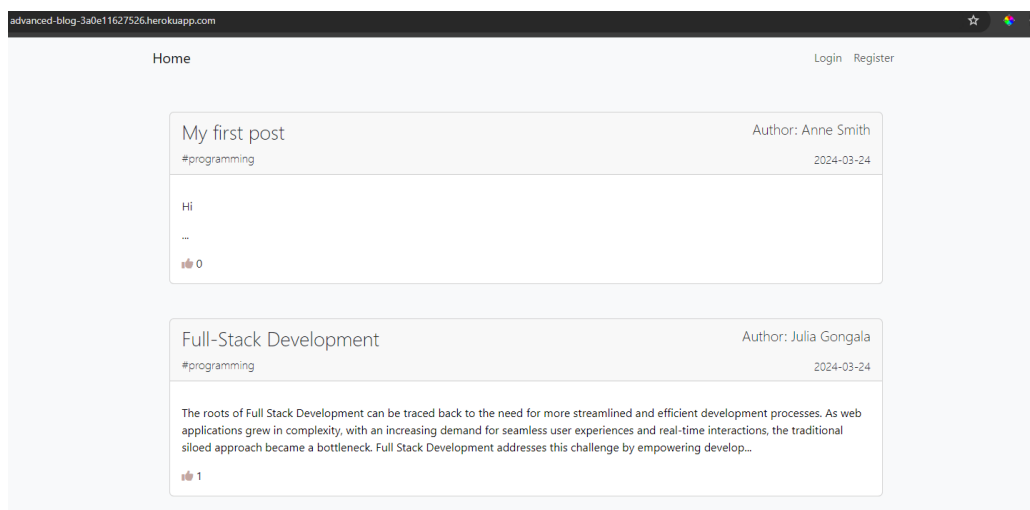 advanced-blog-3a0e11627526.herokuapp.com
Home Login Register
My first post Author: Anne Smith
#programming 2024-03-24
Hi
...
0
Full-Stack Development Author: Julia Gongala
#programming 2024-03-24
The roots of Full Stack Development can be traced back to the need for more streamlined and efficient development processes. As web
applications grew in complexity, with an increasing demand for seamless user experiences and real-time interactions, the traditional
siloed approach became a bottleneck. Full Stack Development addresses this challenge by empowering develop...
1